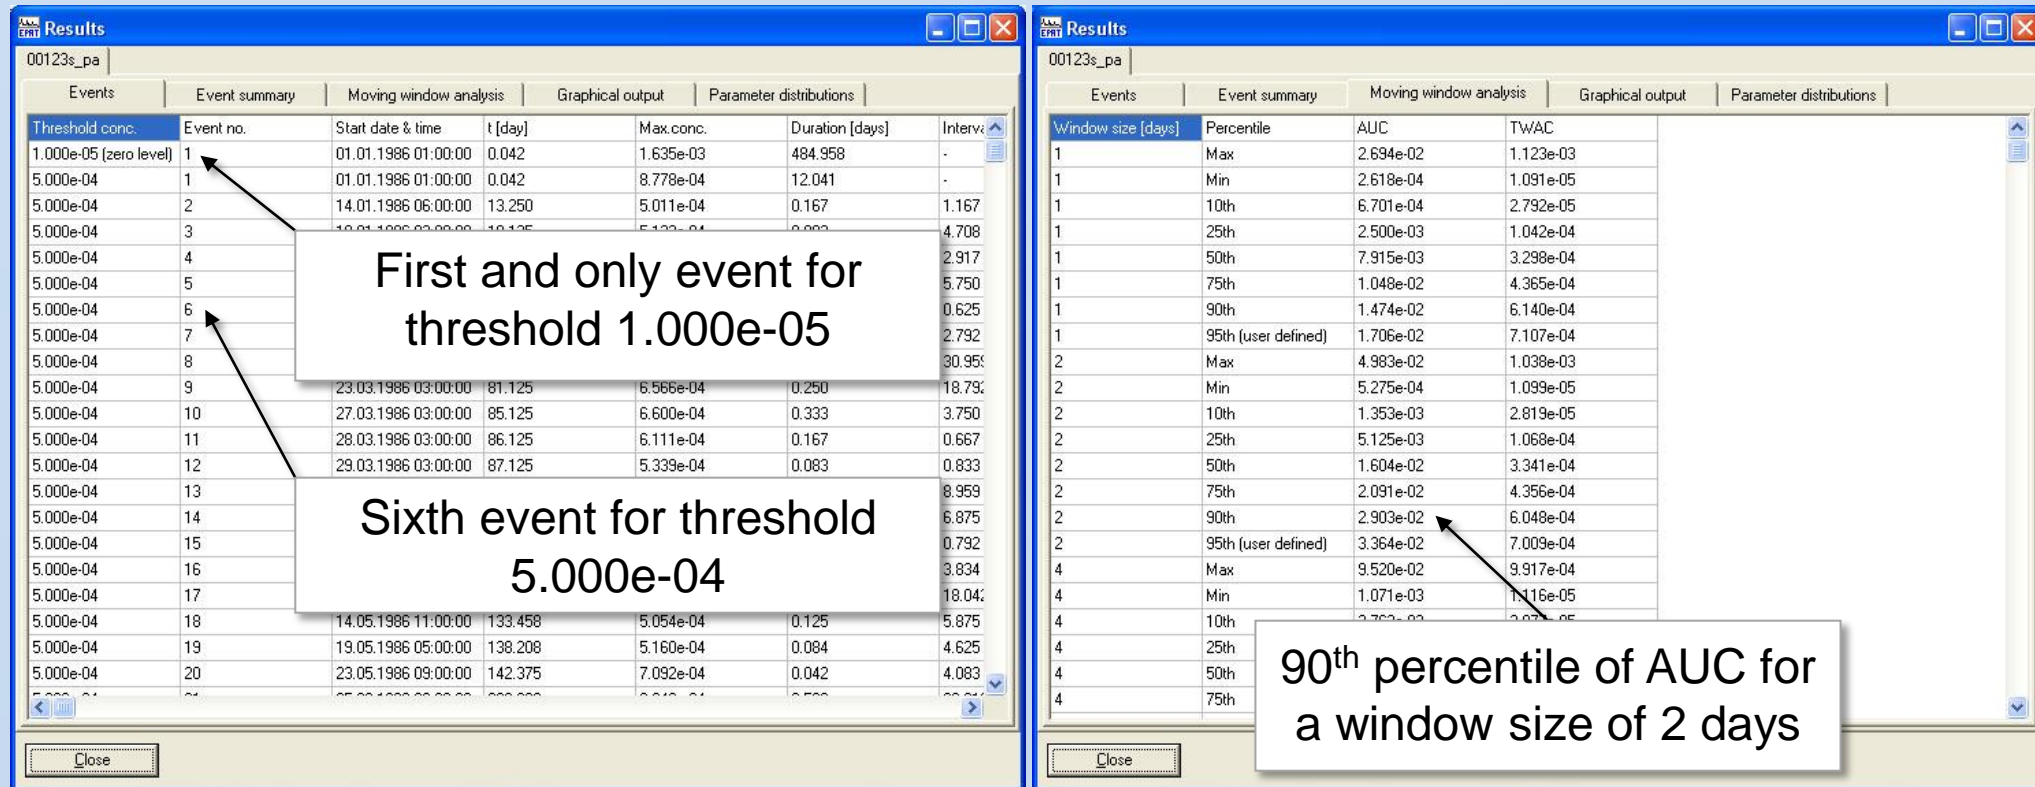 EPAT Results
00123s_pa
Events Event summary Moving window analysis Graphical output Parameter distributions
Threshold conc. Event no. Start date & time t [day] Max.conc. Duration [days]
1.000e-05 (zero level) 1 01.01.1986 01:00:00 0.042 1.635e-03 484.958 -
5.000e-04 1 01.01.1986 01:00:00 0.042 8.778e-04 12.041 -
5.000e-04 2 14.01.1986 06:00:00 13.250 5.011e-04 0.167 1.167
5.000e-04 3 4.708
5.000e-04 4 2.917
5.000e-04 5 5.750
5.000e-04 6 0.625
5.000e-04 7 2.792
5.000e-04 8 30.959
5.000e-04 9 23.03.1986 03:00:00 81.125 6.566e-04 0.250 18.792
5.000e-04 10 27.03.1986 03:00:00 85.125 6.600e-04 0.333 3.750
5.000e-04 11 28.03.1986 03:00:00 86.125 6.111e-04 0.167 0.667
5.000e-04 12 29.03.1986 03:00:00 87.125 5.339e-04 0.083 0.833
5.000e-04 13 8.959
5.000e-04 14 6.875
5.000e-04 15 0.792
5.000e-04 16 3.834
5.000e-04 17 18.042
5.000e-04 18 14.05.1986 11:00:00 133.458 5.054e-04 0.125 5.875
5.000e-04 19 19.05.1986 05:00:00 138.208 5.160e-04 0.084 4.625
5.000e-04 20 23.05.1986 09:00:00 142.375 7.092e-04 0.042 4.083
First and only event for
threshold 1.000e-05
Sixth event for threshold
5.000e-04
Close
EPAT Results
00123s_pa
Events Event summary Moving window analysis Graphical output Parameter distributions
Window size [days] Percentile AUC TWAC
1 Max 2.694e-02 1.123e-03
1 Min 2.618e-04 1.091e-05
1 10th 6.701e-04 2.792e-05
1 25th 2.500e-03 1.042e-04
1 50th 7.915e-03 3.298e-04
1 75th 1.048e-02 4.365e-04
1 90th 1.474e-02 6.140e-04
1 95th (user defined) 1.706e-02 7.107e-04
2 Max 4.983e-02 1.038e-03
2 Min 5.275e-04 1.099e-05
2 10th 1.353e-03 2.819e-05
2 25th 5.125e-03 1.068e-04
2 50th 1.604e-02 3.341e-04
2 75th 2.091e-02 4.356e-04
2 90th 2.903e-02 6.048e-04
2 95th (user defined) 3.364e-02 7.009e-04
4 Max 9.520e-02 9.917e-04
4 Min 1.071e-03 1.116e-05
4 10th
4 25th
4 50th
4 75th
90th percentile of AUC for
a window size of 2 days
Close